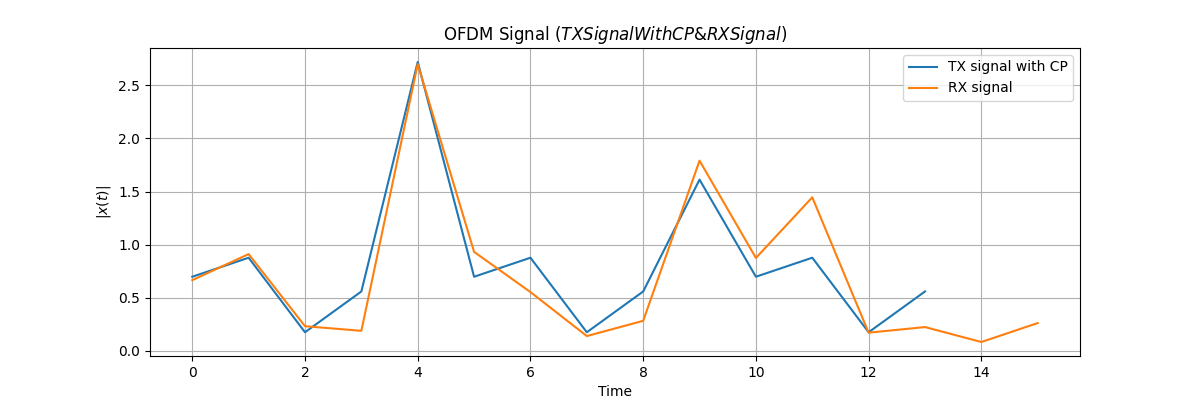 OFDM Signal (TXSignalWithCP&RXSignal)
TX signal with CP
RX signal
|x(t)|
2.5
2.0
1.5
1.0
0.5
0.0
0 2 4 6 8 10 12 14
Time